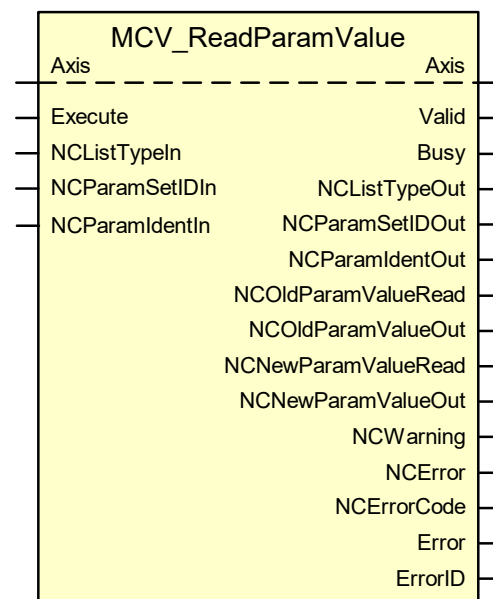 MCV_ReadParamValue
Axis Axis
Execute Valid
NCListTypeIn Busy
NCParamSetIDIn NCListTypeOut
NCParamIdentIn NCParamSetIDOut
NCParamIdentOut
NCOldParamValueRead
NCOldParamValueOut
NCNewParamValueRead
NCNewParamValueOut
NCWarning
NCError
NCErrorCode
Error
ErrorID